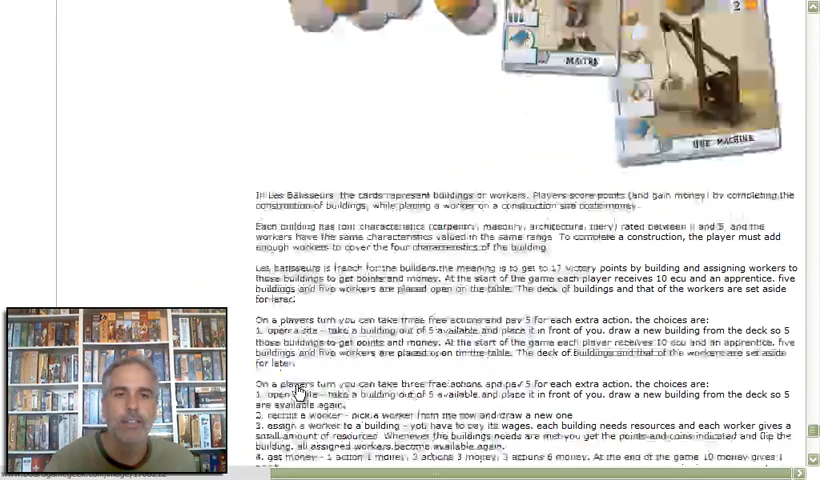 2
MAITRE
UNE MACHINE
In Les Bâtisseurs, the cards represent buildings or workers. Players score points (and gain money) by completing the
construction of buildings, while placing a worker on a construction site costs money.
Each building has four characteristics (carpentry, masonry, architecture, tilery) rated between 0 and 5, and the
workers have the same characteristics valued in the same range. To complete a construction, the player must add
enough workers to cover the four characteristics of the building.
Les batisseurs is french for the builders.the meaning is to get to 17 victory points by building and assigning workers to
those buildings to get points and money. At the start of the game each player receives 10 ecu and an apprentice. five
buildings and five workers are placed open on the table. The deck of buildings and that of the workers are set aside
for later.
On a players turn you can take three free actions and pay 5 for each extra action. the choices are:
1. open a site - take a building out of 5 available and place it in front of you. draw a new building from the deck so 5
those buildings to get points and money. At the start of the game each player receives 10 ecu and an apprentice. five
buildings and five workers are placed open on the table. The deck of buildings and that of the workers are set aside
for later.
On a players turn you can take three free actions and pay 5 for each extra action. the choices are:
1. open a site - take a building out of 5 available and place it in front of you. draw a new building from the deck so 5
are available again.
2. recruit a worker - pick a worker from the row and draw a new one
3. assign a worker to a building - you have to pay its wages. each building needs resources and each worker gives a
small amount of resources. Whenever the buildings needs are met you get the points and coins indicated and flip the
building. all assigned workers become available again.
4. get money - 1 action 1 money, 2 actions 3 money, 3 actions 6 money. At the end of the game 10 money gives 1